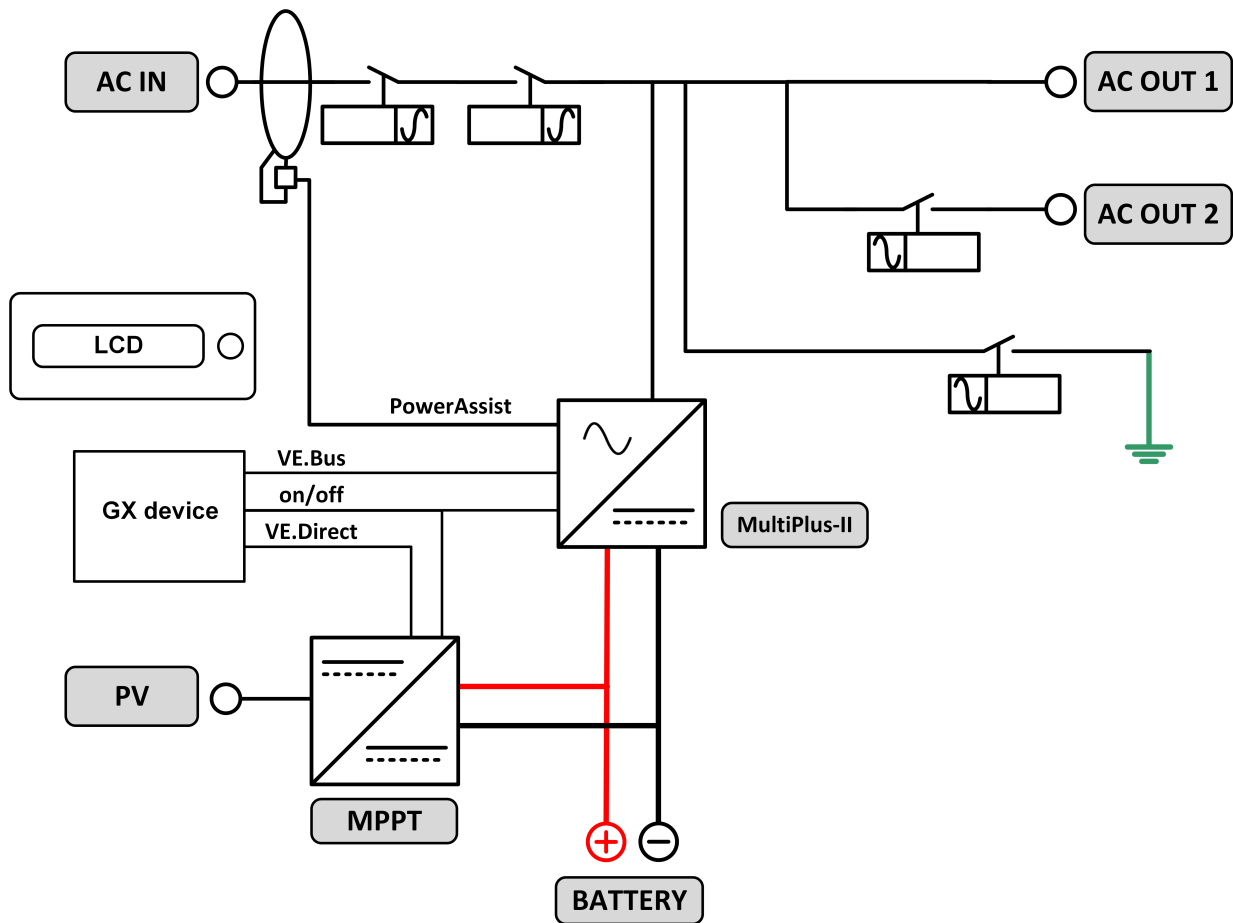 AC IN
AC OUT 1
AC OUT 2
LCD
PowerAssist
VE.Bus
GX device
on/off
MultiPlus-II
VE.Direct
PV
MPPT
BATTERY